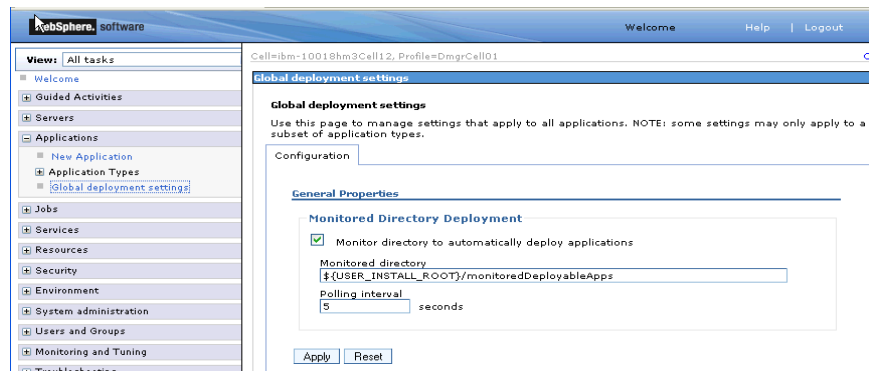 WebSphere. software
Welcome
Help | Logout
View: All tasks
Cell=ibm-10018hm3Cell12, Profile=DmgrCell01
Welcome
Guided Activities
Servers
Applications
New Application
Application Types
Global deployment settings
Jobs
Services
Resources
Security
Environment
System administration
Users and Groups
Monitoring and Tuning
Global deployment settings
Global deployment settings
Use this page to manage settings that apply to all applications. NOTE: some settings may only apply to a
subset of application types.
Configuration
General Properties
Monitored Directory Deployment
Monitor directory to automatically deploy applications
Monitored directory
${USER_INSTALL_ROOT}/monitoredDeployableApps
Polling interval
5 seconds
Apply Reset